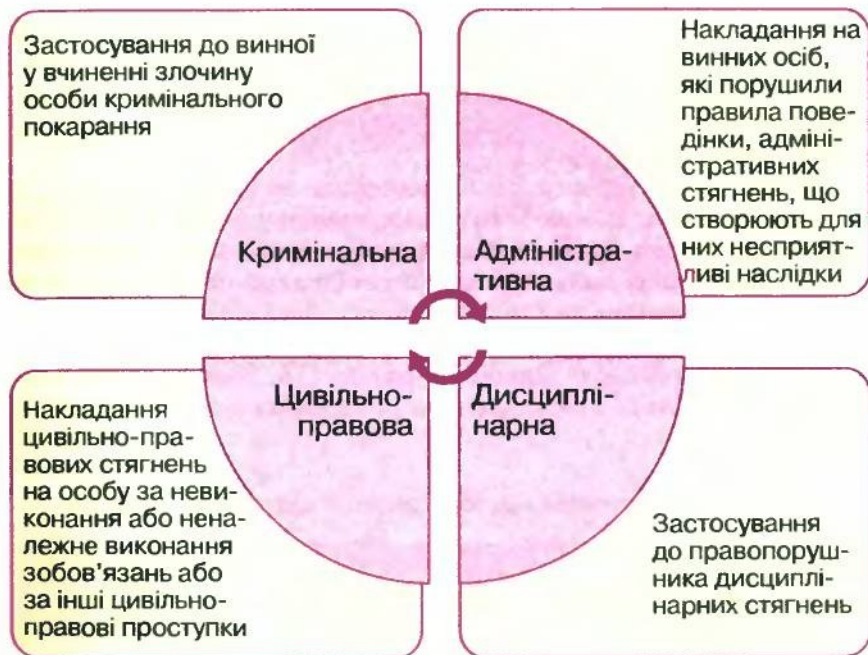 Застосування до винної
у вчиненні злочину
особи кримінального
покарання
Кримінальна
Накладання на
винних осіб,
які порушили
правила пове-
дінки, адміні-
стративних
стягнень, що
створюють для
них несприят-
ливі наслідки
Адміністра-
тивна
Цивільно-
правова
Накладання
цивільно-пра-
вових стягнень
на особу за неви-
конання або нена-
лежне виконання
зобов'язань або
за інші цивільно-
правові проступки
Дисциплі-
нарна
Застосування
до правопоруш-
ника дисциплі-
нарних стягнень